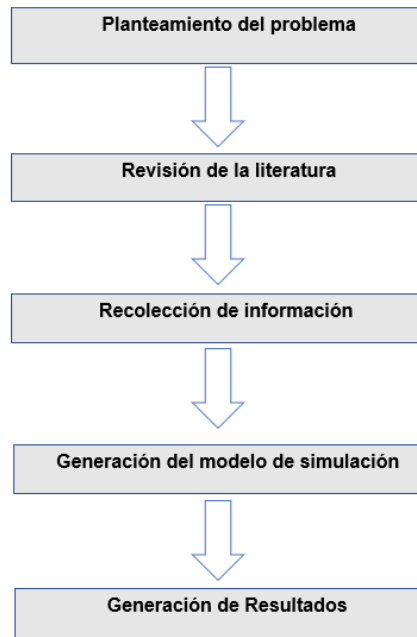 Planteamiento del problema
Revisión de la literatura
Recolección de información
Generación del modelo de simulación
Generación de Resultados